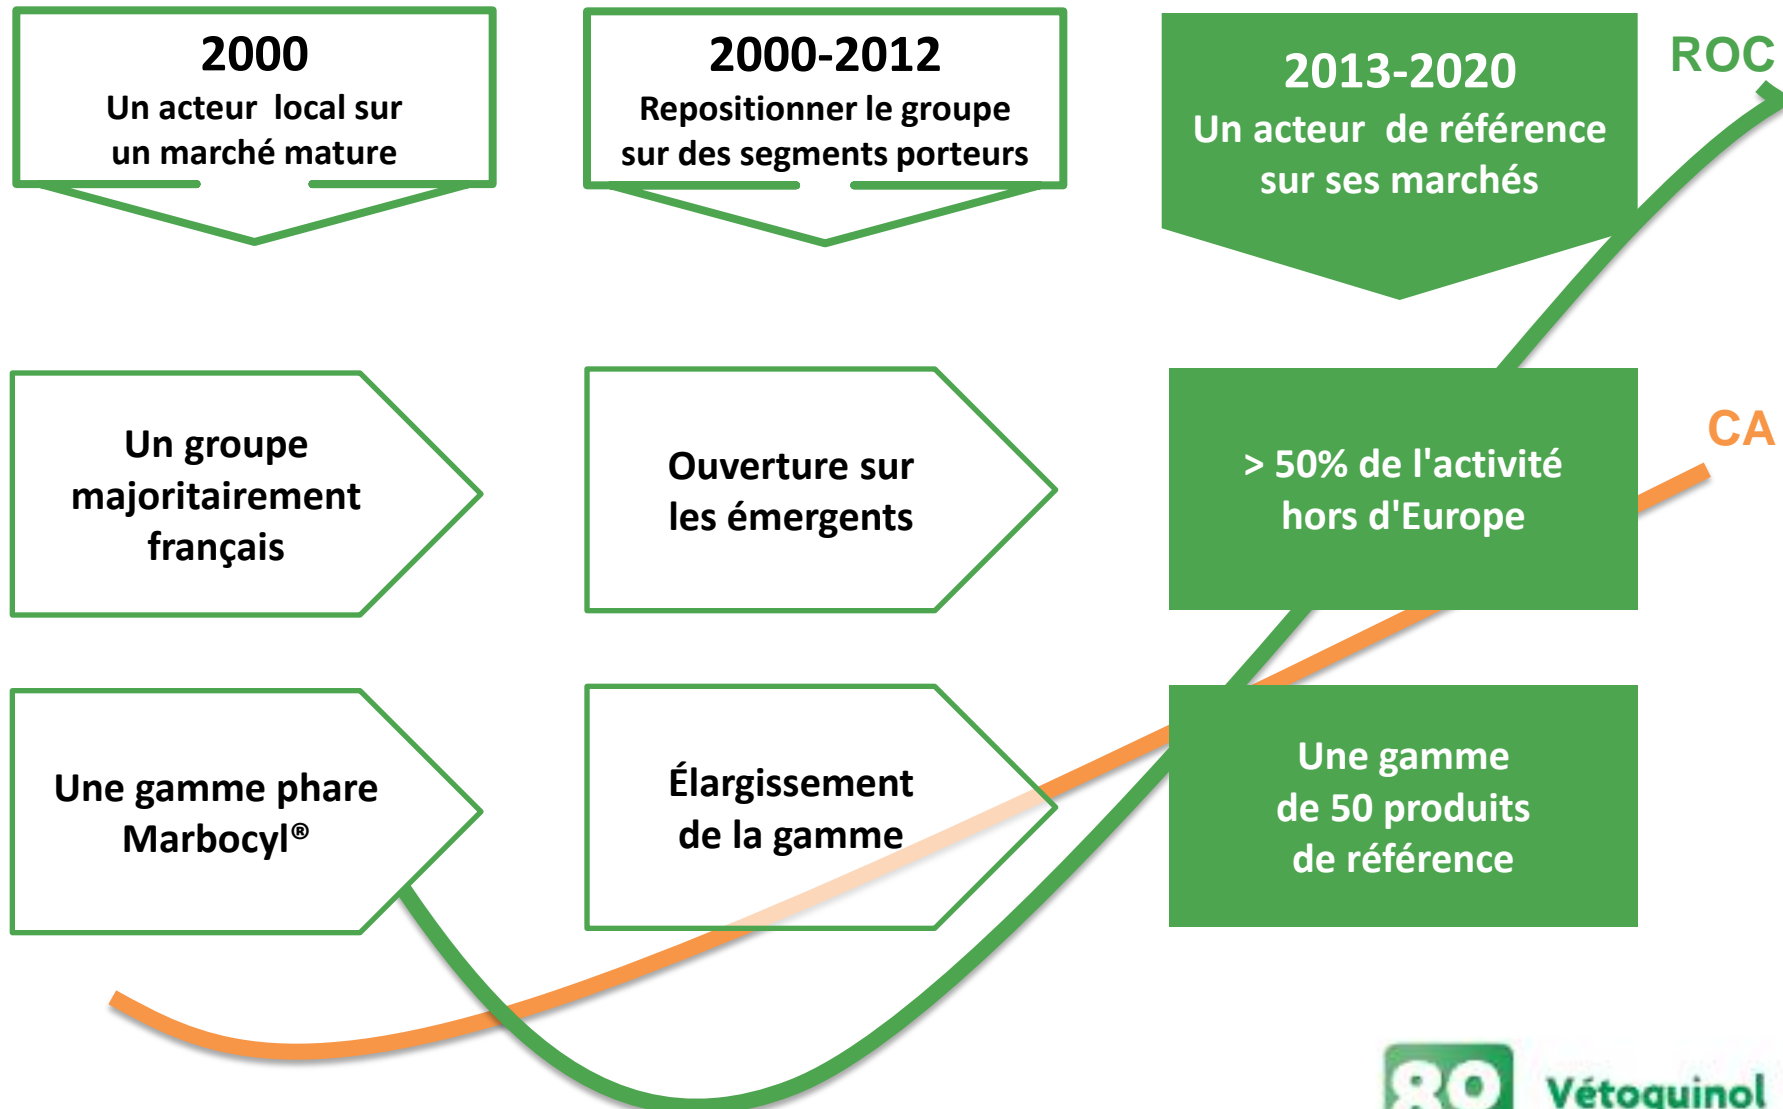 2000
Un acteur local sur
un marché mature
2000-2012
Repositionner le groupe
sur des segments porteurs
2013-2020
Un acteur de référence
sur ses marchés
ROC
Un groupe
majoritairement
français
Ouverture sur
les émergents
> 50% de l'activité
hors d'Europe
CA
Une gamme phare
Marbocyl®
Élargissement
de la gamme
Une gamme
de 50 produits
de référence
80
Vétoquinol